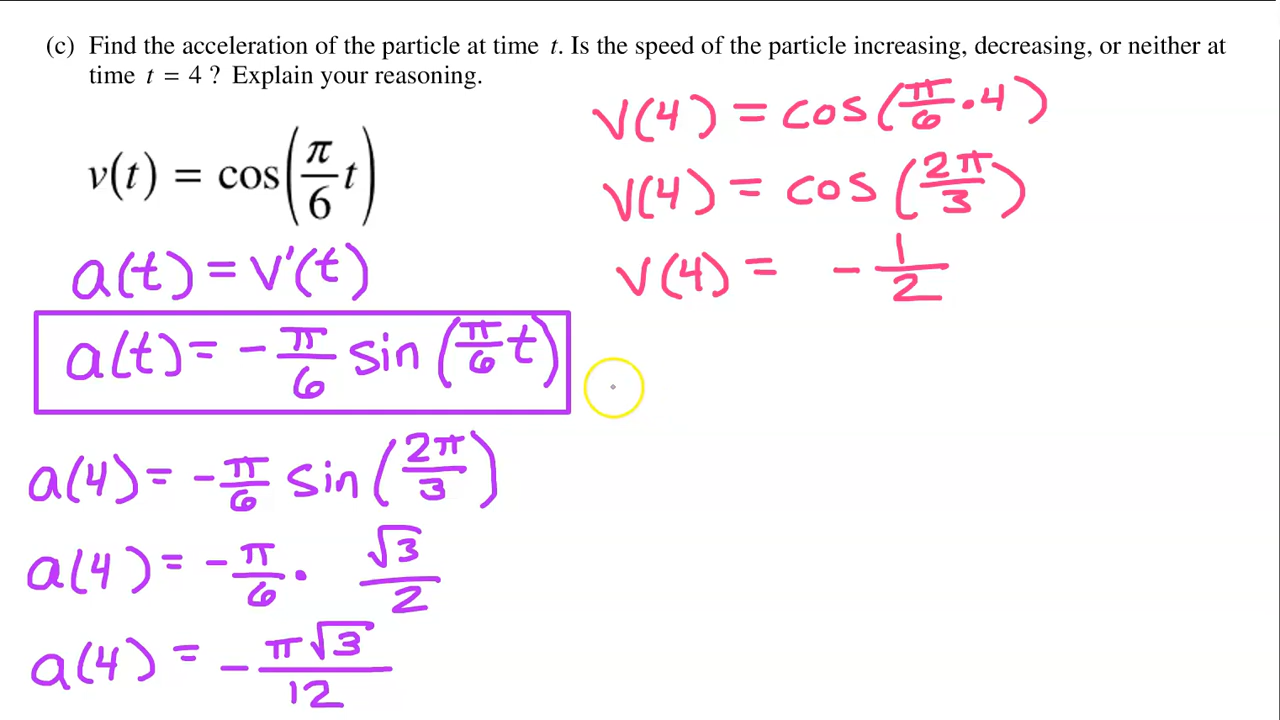 (c) Find the acceleration of the particle at time t. Is the speed of the particle increasing, decreasing, or neither at
time t = 4 ? Explain your reasoning.
v(t) = cos(π/6 t)
a(t) = v'(t)
a(t) = - π/6 sin (π/6 t)
a(4) = - π/6 sin (2π/3)
a(4) = - π/6 · √3/2
a(4) = - π√3/12
v(4) = cos (π/6 · 4)
v(4) = cos (2π/3)
v(4) = - 1/2